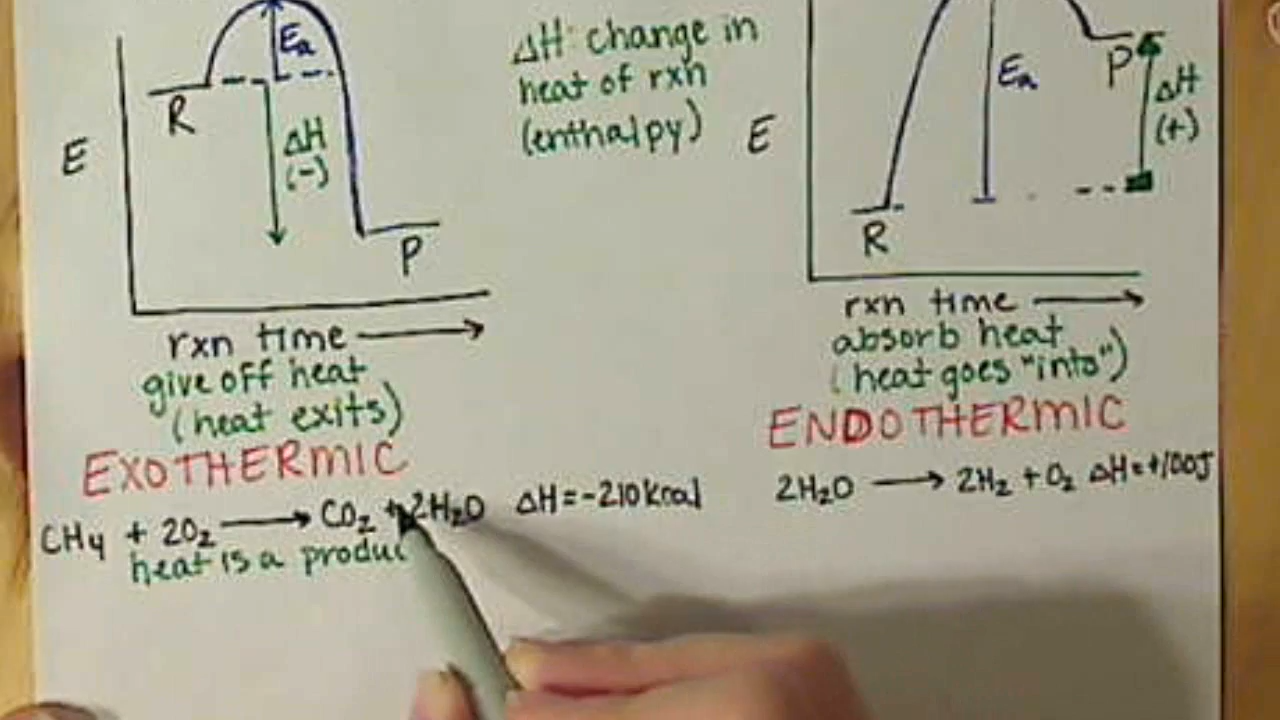 Ea
R
ΔH
(-)
E
P
rxn time
give off heat
(heat exits)
EXOTHERMIC
CH4 + 2O2 → CO2 + 2H2O ΔH = -210 kcal
heat is a produc
ΔH: change in
heat of rxn
(enthalpy)
E
Ea
P
ΔH
(+)
R
rxn time
absorb heat
(heat goes "into")
ENDOTHERMIC
2H2O → 2H2 + O2 ΔH = +100J